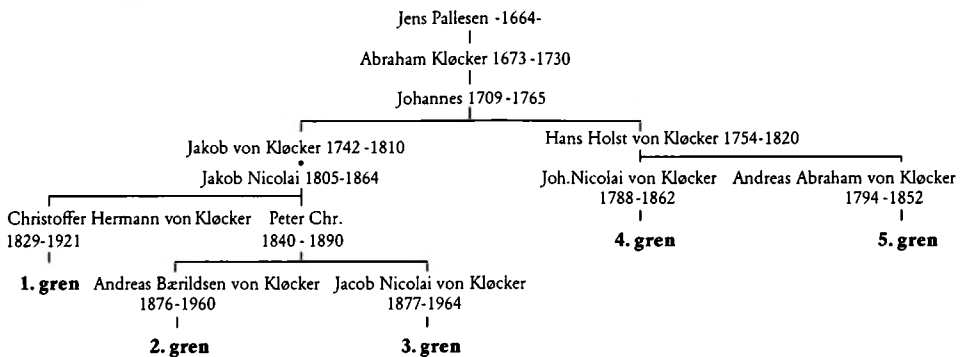 Jens Pallesen -1664-
Abraham Kløcker 1673 -1730
Johannes 1709 -1765
Jakob von Kløcker 1742 -1810
Hans Holst von Kløcker 1754-1820
Jakob Nicolai 1805-1864
Joh.Nicolai von Kløcker
1788 -1862
Andreas Abraham von Kløcker
1794 -1852
Christoffer Hermann von Kløcker
1829-1921
Peter Chr.
1840 - 1890
4. gren
5. gren
1. gren
Andreas Bærildsen von Kløcker
1876 -1960
Jacob Nicolai von Kløcker
1877-1964
2. gren
3. gren